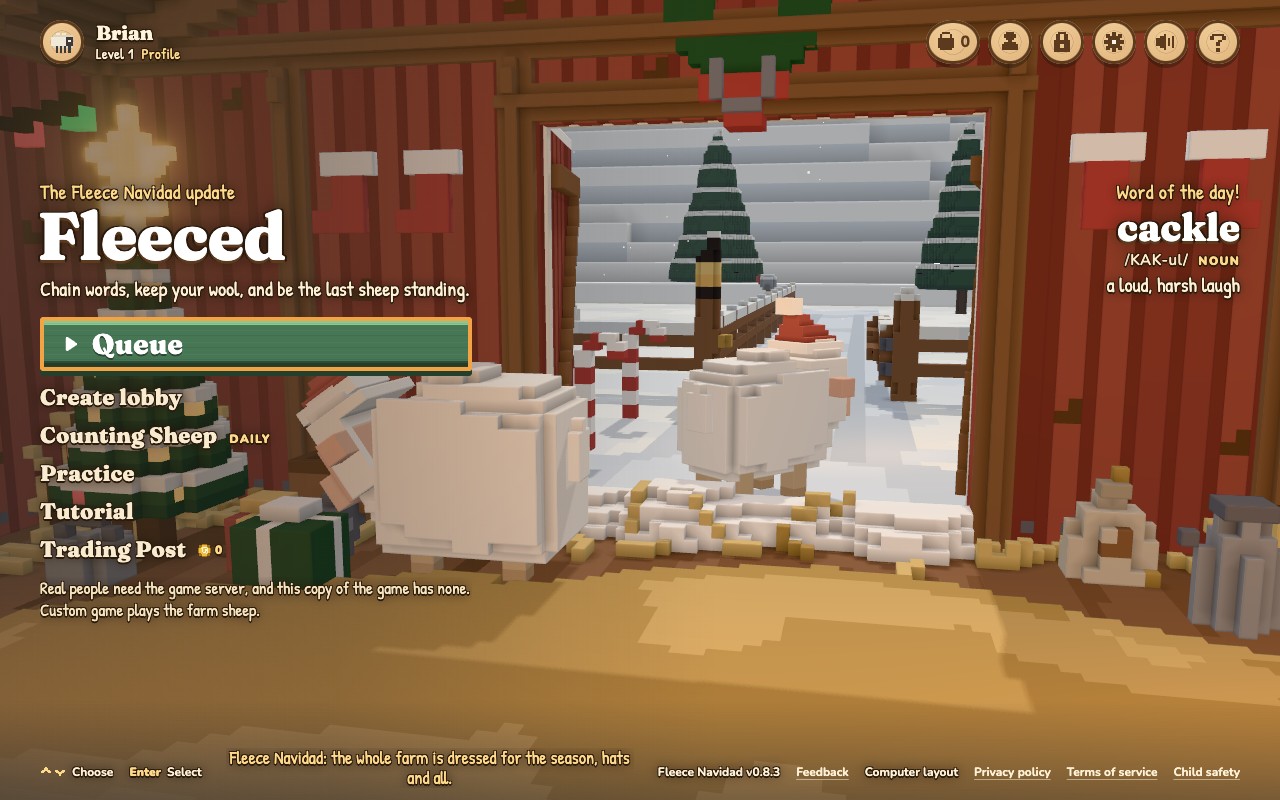 Brian
Level 1 Profile
0
The Fleece Navidad update
Fleeced
Chain words, keep your wool, and be the last sheep standing.
Queue
Create lobby
Counting Sheep DAILY
Practice
Tutorial
Trading Post 0
Real people need the game server, and this copy of the game has none.
Custom game plays the farm sheep.
Word of the day!
cackle
/KAK-ul/ NOUN
a loud, harsh laugh
Choose Enter Select
Fleece Navidad: the whole farm is dressed for the season, hats
and all.
Fleece Navidad v0.8.3 Feedback Computer layout Privacy policy Terms of service Child safety